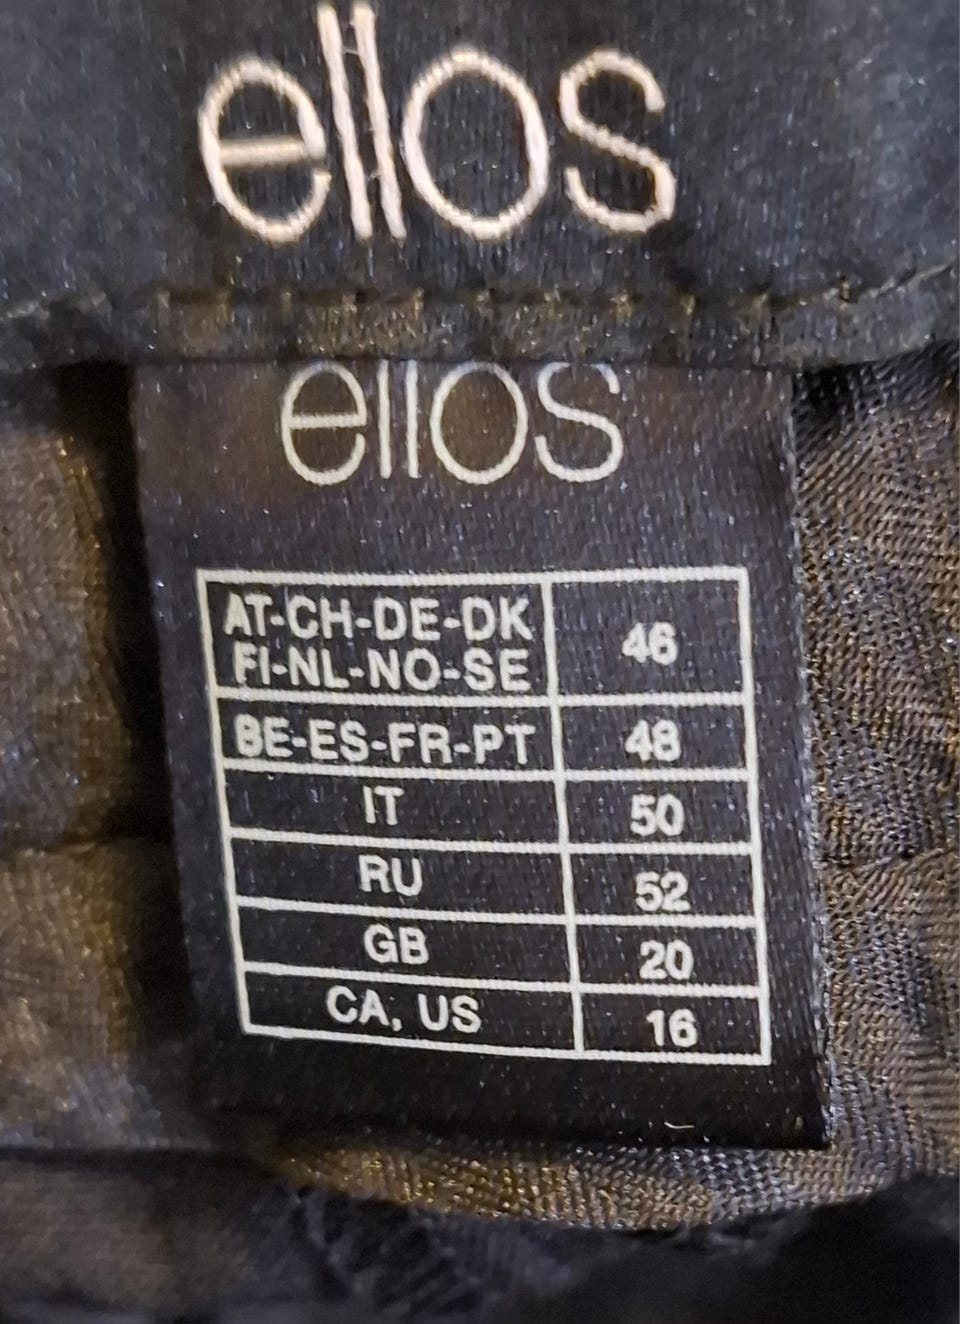 ellos
ellos
AT-CH-DE-DK
FI-NL-NO-SE 46
BE-ES-FR-PT 48
IT 50
RU 52
GB 20
CA, US 16